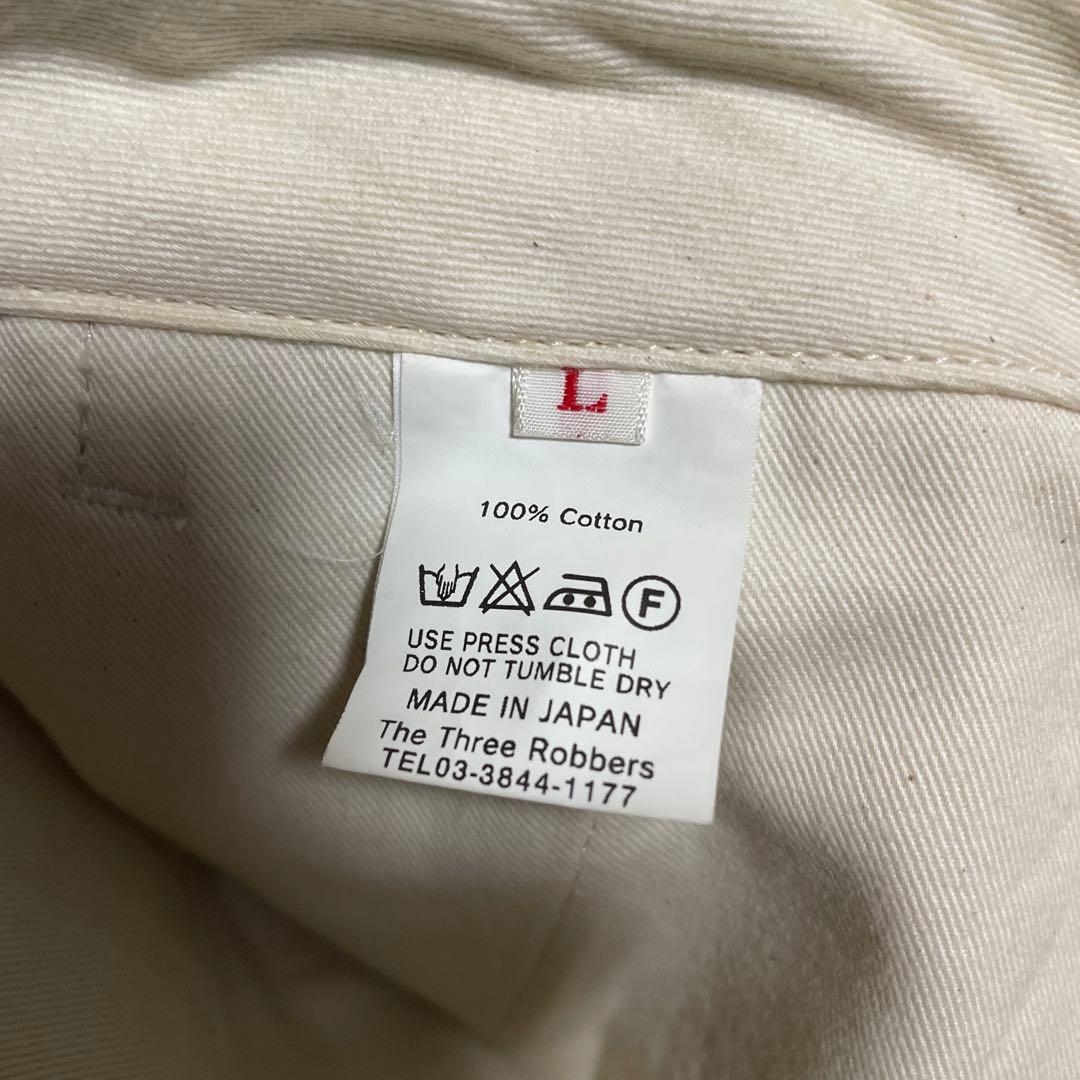 L
100% Cotton
F
USE PRESS CLOTH
DO NOT TUMBLE DRY
MADE IN JAPAN
The Three Robbers
TEL03-3844-1177